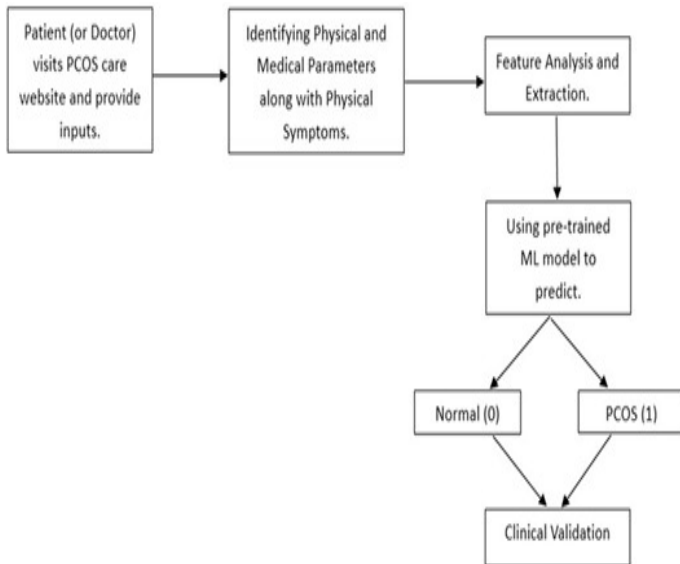 Patient (or Doctor)
visits PCOS care
website and provide
inputs.
Identifying Physical and
Medical Parameters
along with Physical
Symptoms.
Feature Analysis and
Extraction.
Using pre-trained
ML model to
predict.
Normal (0)
PCOS (1)
Clinical Validation